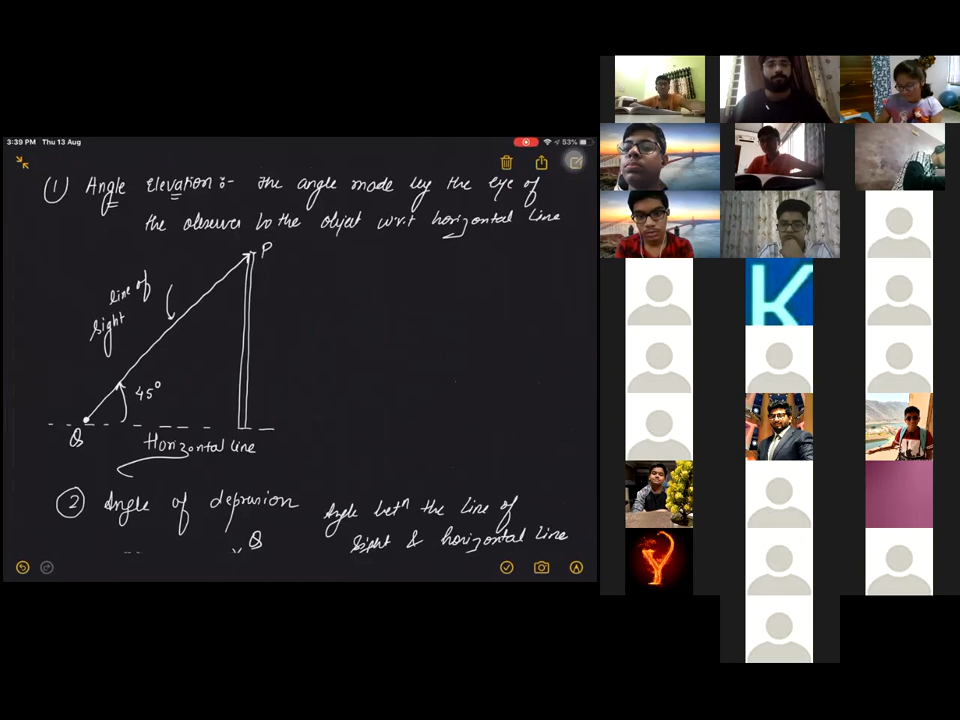 3:39 PM Thu 13 Aug
53%
(1) Angle Elevation :- The angle made by the eye of
the observer to the object w.r.t horizontal line
P
line of
sight
45°
Q
Horizontal line
(2) Angle of depression
Angle betn the line of
sight & horizontal line
Q
K